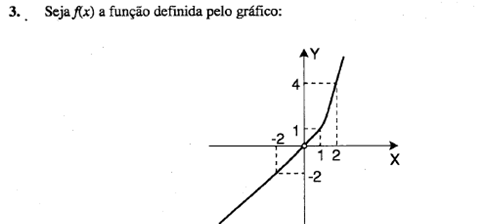 3. . Seja f(x) a função definida pelo gráfico:
Y
4
1
-2
1 2
X
-2